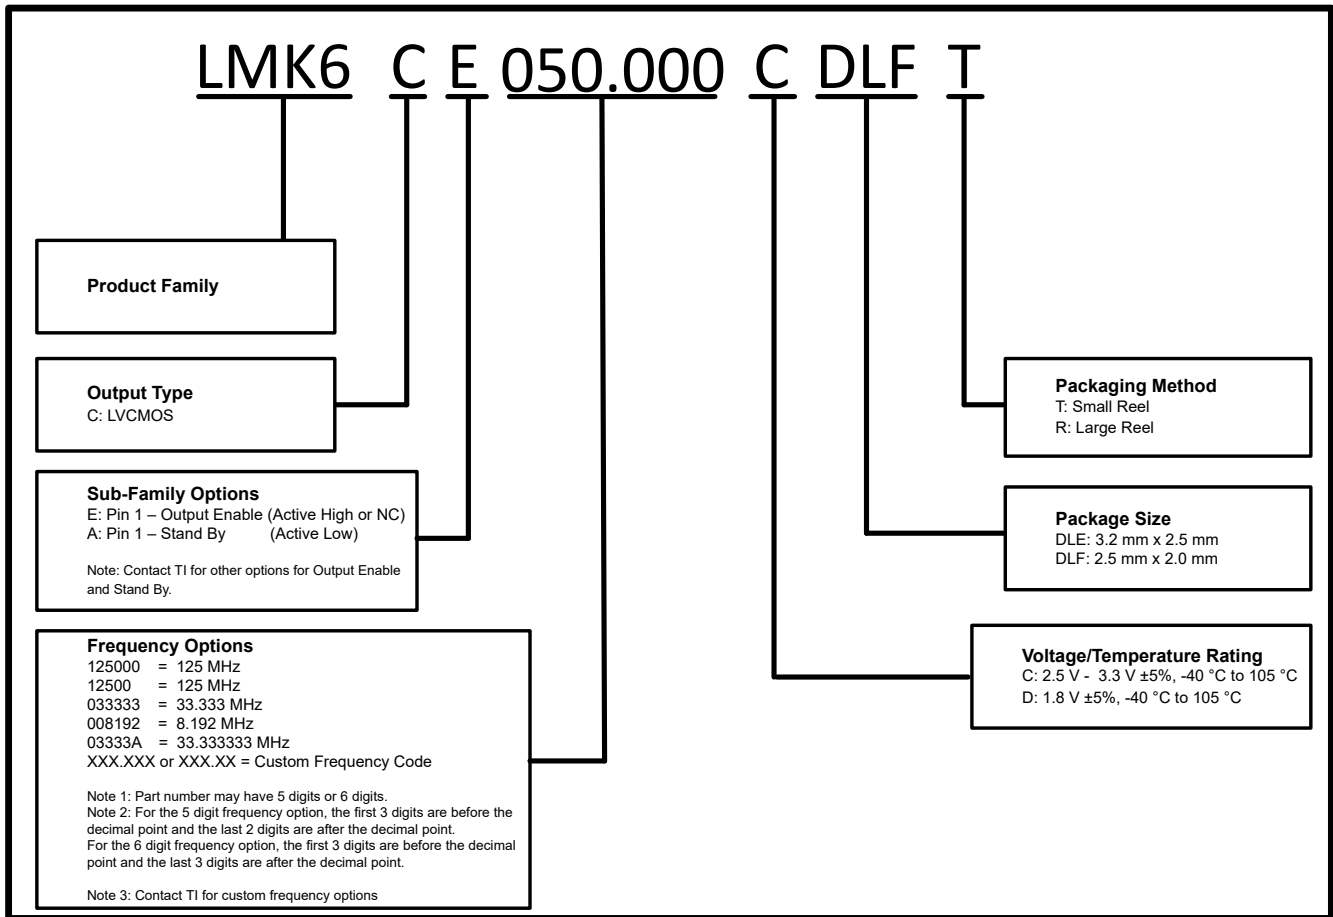 LMK6 C E 050.000 C DLF T
Product Family
Output Type
C: LVCMOS
Sub-Family Options
E: Pin 1 – Output Enable (Active High or NC)
A: Pin 1 – Stand By (Active Low)
Note: Contact TI for other options for Output Enable
and Stand By.
Frequency Options
125000 = 125 MHz
12500 = 125 MHz
033333 = 33.333 MHz
008192 = 8.192 MHz
03333A = 33.333333 MHz
XXX.XXX or XXX.XX = Custom Frequency Code
Note 1: Part number may have 5 digits or 6 digits.
Note 2: For the 5 digit frequency option, the first 3 digits are before the
decimal point and the last 2 digits are after the decimal point.
For the 6 digit frequency option, the first 3 digits are before the decimal
point and the last 3 digits are after the decimal point.
Note 3: Contact TI for custom frequency options
Packaging Method
T: Small Reel
R: Large Reel
Package Size
DLE: 3.2 mm x 2.5 mm
DLF: 2.5 mm x 2.0 mm
Voltage/Temperature Rating
C: 2.5 V - 3.3 V ±5%, -40 °C to 105 °C
D: 1.8 V ±5%, -40 °C to 105 °C